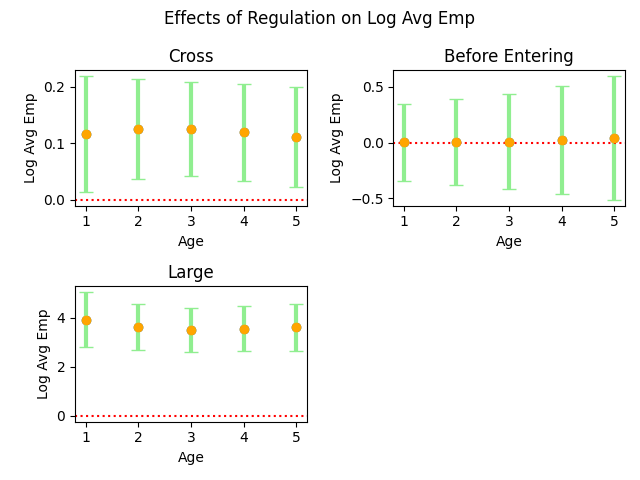 Effects of Regulation on Log Avg Emp
Cross
Log Avg Emp
0.2
0.1
0.0
1 2 3 4 5
Age
Before Entering
Log Avg Emp
0.5
0.0
−0.5
1 2 3 4 5
Age
Large
Log Avg Emp
4
2
0
1 2 3 4 5
Age